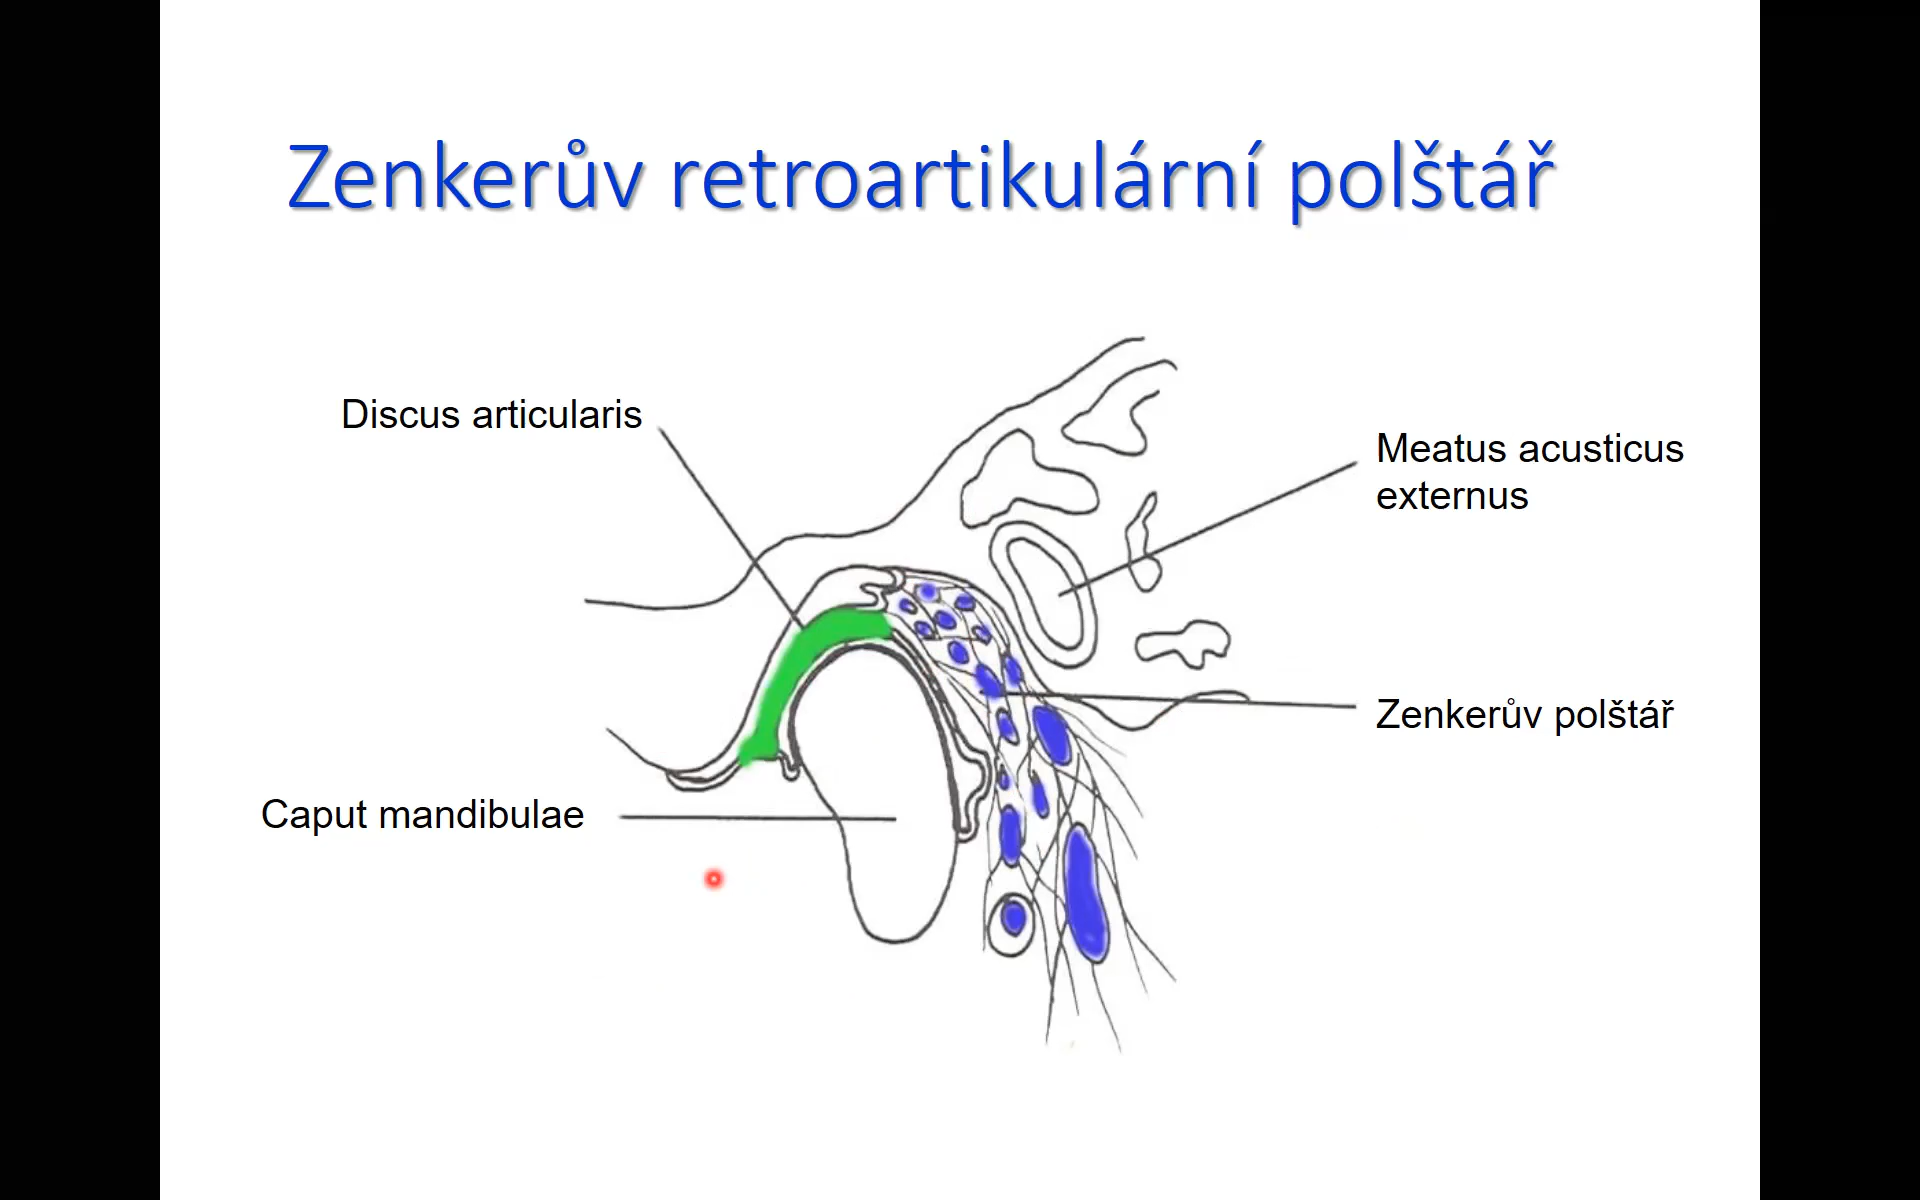 Zenkerův retroartikulární polštář
Discus articularis
Meatus acusticus
externus
Zenkerův polštář
Caput mandibulae